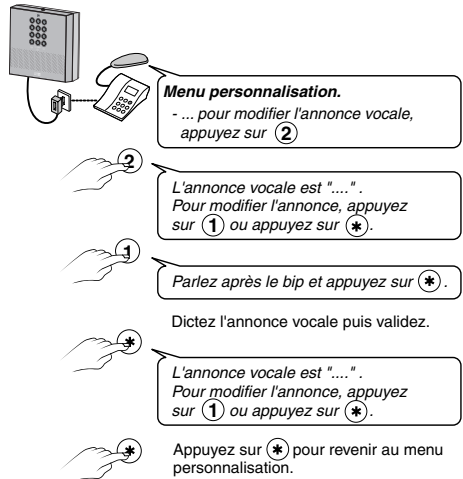 Menu personnalisation.
- ... pour modifier l'annonce vocale,
appuyez sur 2
2
L'annonce vocale est "...." .
Pour modifier l'annonce, appuyez
sur 1 ou appuyez sur *.
1
Parlez après le bip et appuyez sur * .
Dictez l'annonce vocale puis validez.
*
L'annonce vocale est "...." .
Pour modifier l'annonce, appuyez
sur 1 ou appuyez sur *.
*
Appuyez sur * pour revenir au menu
personnalisation.